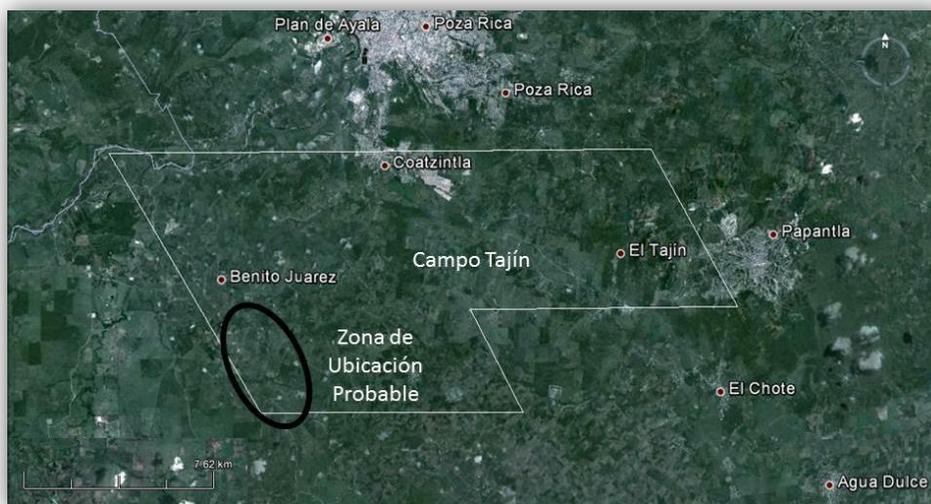 Plan de Ayala
Poza Rica
N
Poza Rica
Coatzintla
Papantla
El Tajín
Campo Tajín
Benito Juarez
Zona de
Ubicación
Probable
El Chote
7.62 km
Agua Dulce